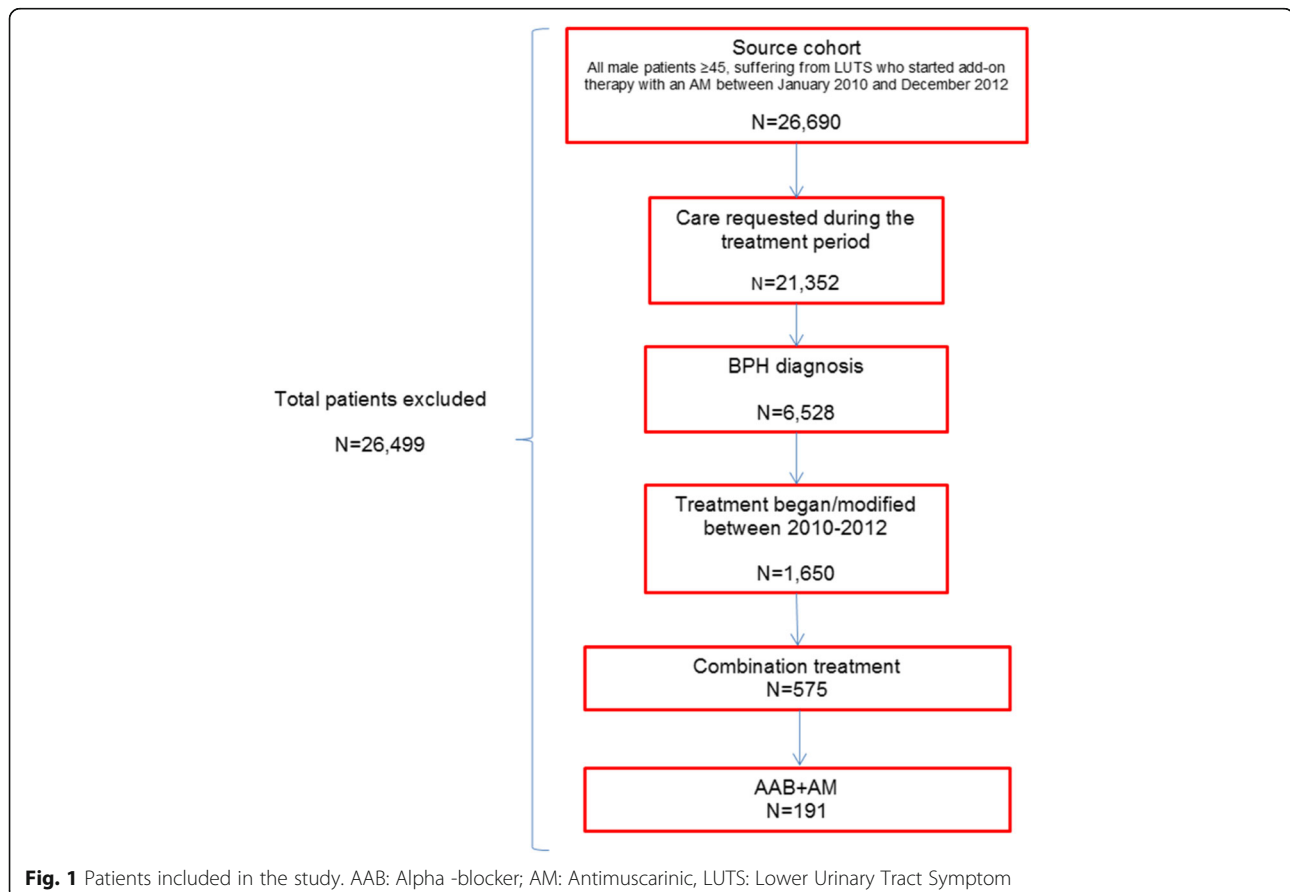 Source cohort
All male patients ≥45, suffering from LUTS who started add-on
therapy with an AM between January 2010 and December 2012
N=26,690
Care requested during the
treatment period
N=21,352
BPH diagnosis
N=6,528
Total patients excluded
N=26,499
Treatment began/modified
between 2010-2012
N=1,650
Combination treatment
N=575
AAB+AM
N=191
Fig. 1 Patients included in the study. AAB: Alpha -blocker; AM: Antimuscarinic, LUTS: Lower Urinary Tract Symptom